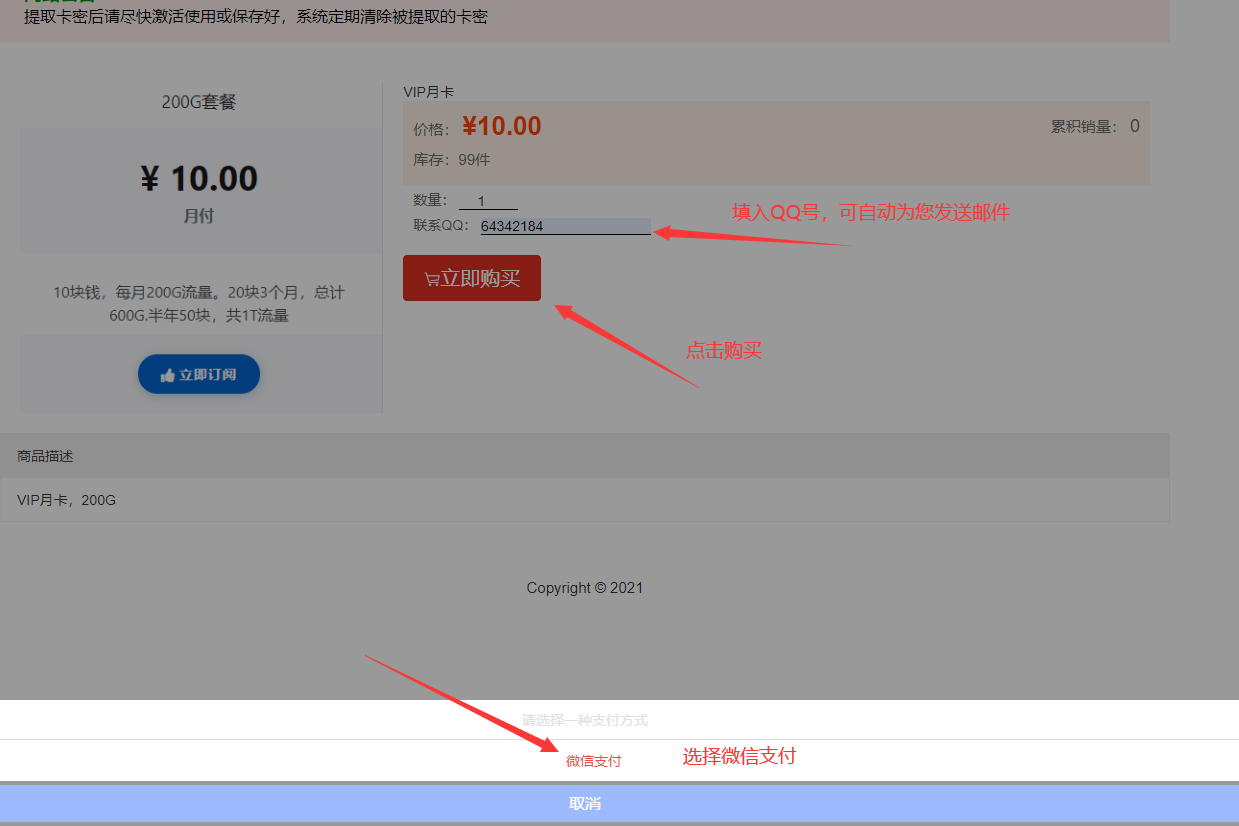 提取卡密后请尽快激活使用或保存好，系统定期清除被提取的卡密
200G套餐
¥ 10.00
月付
10块钱，每月200G流量。20块3个月，总计
600G.半年50块，共1T流量
立即订阅
VIP月卡
价格： ¥10.00
累积销量： 0
库存：99件
数量： 1
联系QQ： 64342184
填入QQ号，可自动为您发送邮件
立即购买
点击购买
商品描述
VIP月卡，200G
Copyright © 2021
请选择一种支付方式
微信支付
选择微信支付
取消